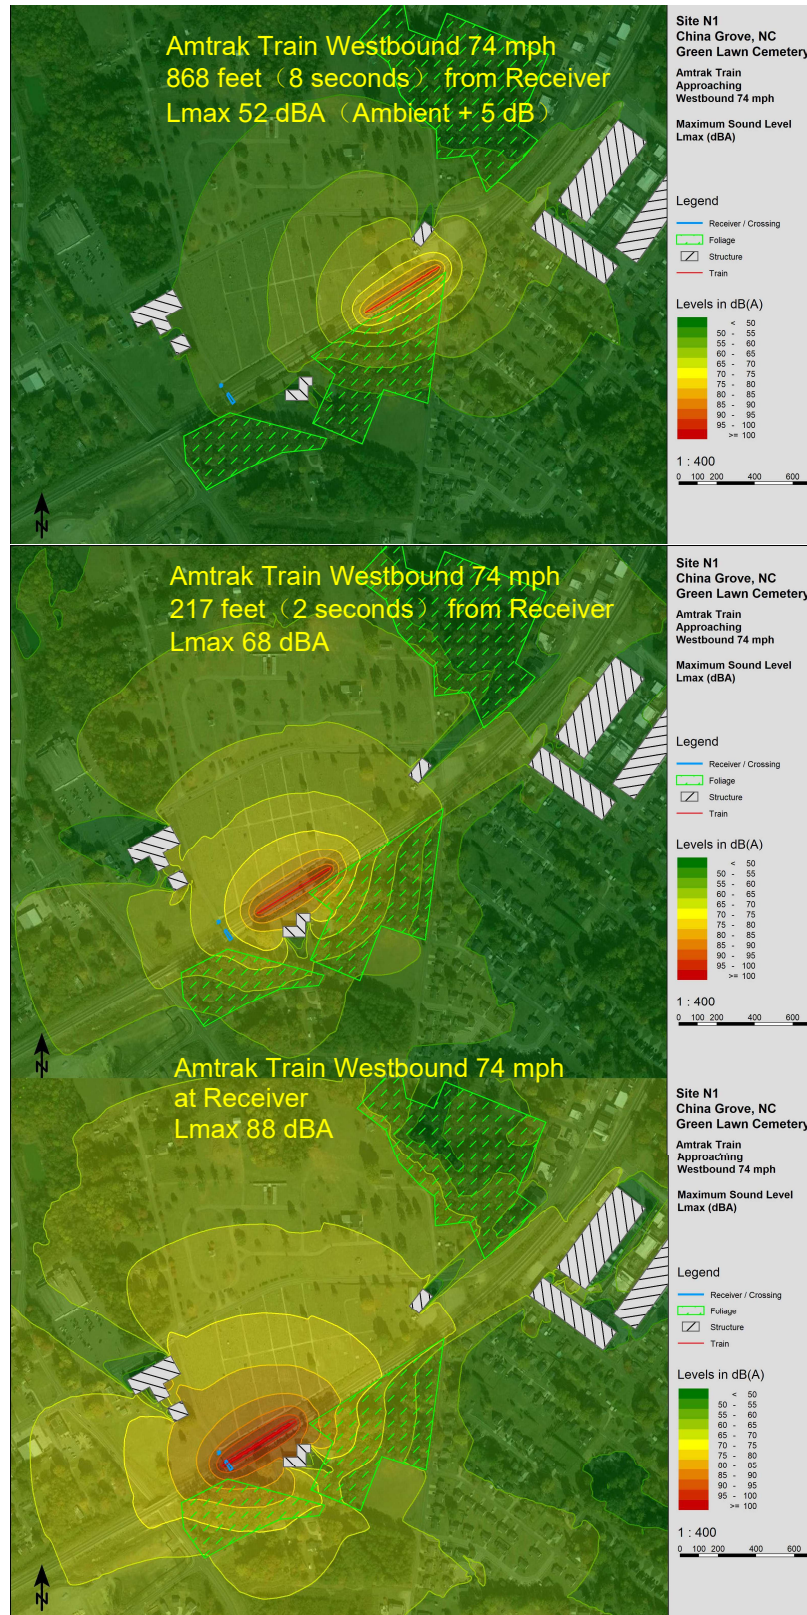 Amtrak Train Westbound 74 mph
868 feet（8 seconds） from Receiver
Lmax 52 dBA（Ambient + 5 dB）
Site N1
China Grove, NC
Green Lawn Cemetery
Amtrak Train
Approaching
Westbound 74 mph
Maximum Sound Level
Lmax (dBA)
Legend
Receiver / Crossing
Foliage
Structure
Train
Levels in dB(A)
< 50
50 - 55
55 - 60
60 - 65
65 - 70
70 - 75
75 - 80
80 - 85
85 - 90
90 - 95
95 - 100
>= 100
1 : 400
0 100 200 400 600
N
Amtrak Train Westbound 74 mph
217 feet（2 seconds） from Receiver
Lmax 68 dBA
Site N1
China Grove, NC
Green Lawn Cemetery
Amtrak Train
Approaching
Westbound 74 mph
Maximum Sound Level
Lmax (dBA)
Legend
Receiver / Crossing
Foliage
Structure
Train
Levels in dB(A)
< 50
50 - 55
55 - 60
60 - 65
65 - 70
70 - 75
75 - 80
80 - 85
85 - 90
90 - 95
95 - 100
>= 100
1 : 400
0 100 200 400 600
N
Amtrak Train Westbound 74 mph
at Receiver
Lmax 88 dBA
Site N1
China Grove, NC
Green Lawn Cemetery
Amtrak Train
Approaching
Westbound 74 mph
Maximum Sound Level
Lmax (dBA)
Legend
Receiver / Crossing
Foliage
Structure
Train
Levels in dB(A)
< 50
50 - 55
55 - 60
60 - 65
65 - 70
70 - 75
75 - 80
85 - 90
90 - 95
95 - 100
>= 100
1 : 400
0 100 200 400 600
N